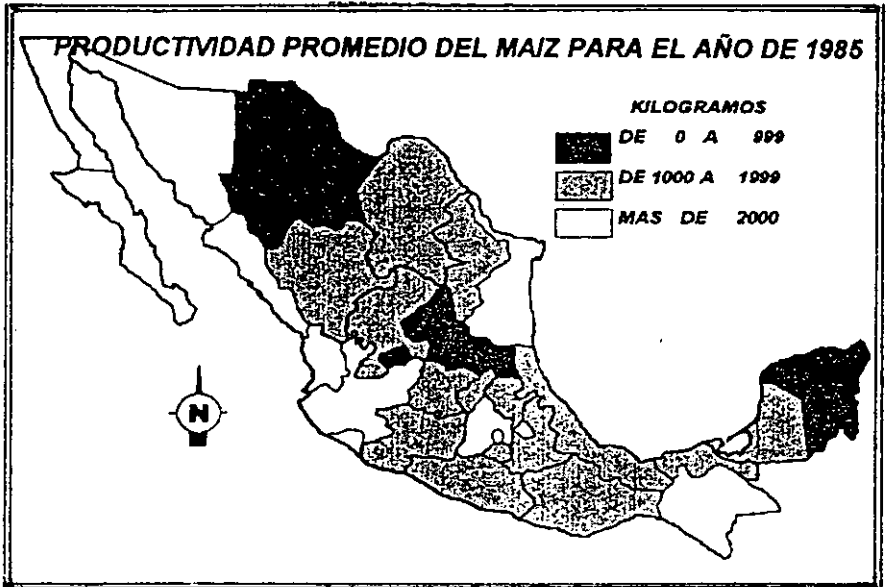 PRODUCTIVIDAD PROMEDIO DEL MAIZ PARA EL AÑO DE 1985
KILOGRAMOS
DE 0 A 999
DE 1000 A 1999
MAS DE 2000
N